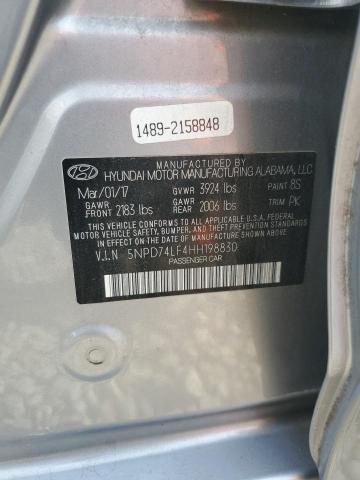 1489-2158848
MANUFACTURED BY
HYUNDAI MOTOR MANUFACTURING ALABAMA, LLC
Mar/01/17 GVWR 3924 lbs PAINT 8S
GAWR FRONT 2183 lbs GAWR REAR 2006 lbs TRIM PK
THIS VEHICLE CONFORMS TO ALL APPLICABLE U.S.A. FEDERAL
MOTOR VEHICLE SAFETY, BUMPER, AND THEFT PREVENTION
STANDARDS IN EFFECT ON THE DATE OF MANUFACTURE SHOWN ABOVE.
V.I.N 5NPD74LF4HH198830
PASSENGER CAR